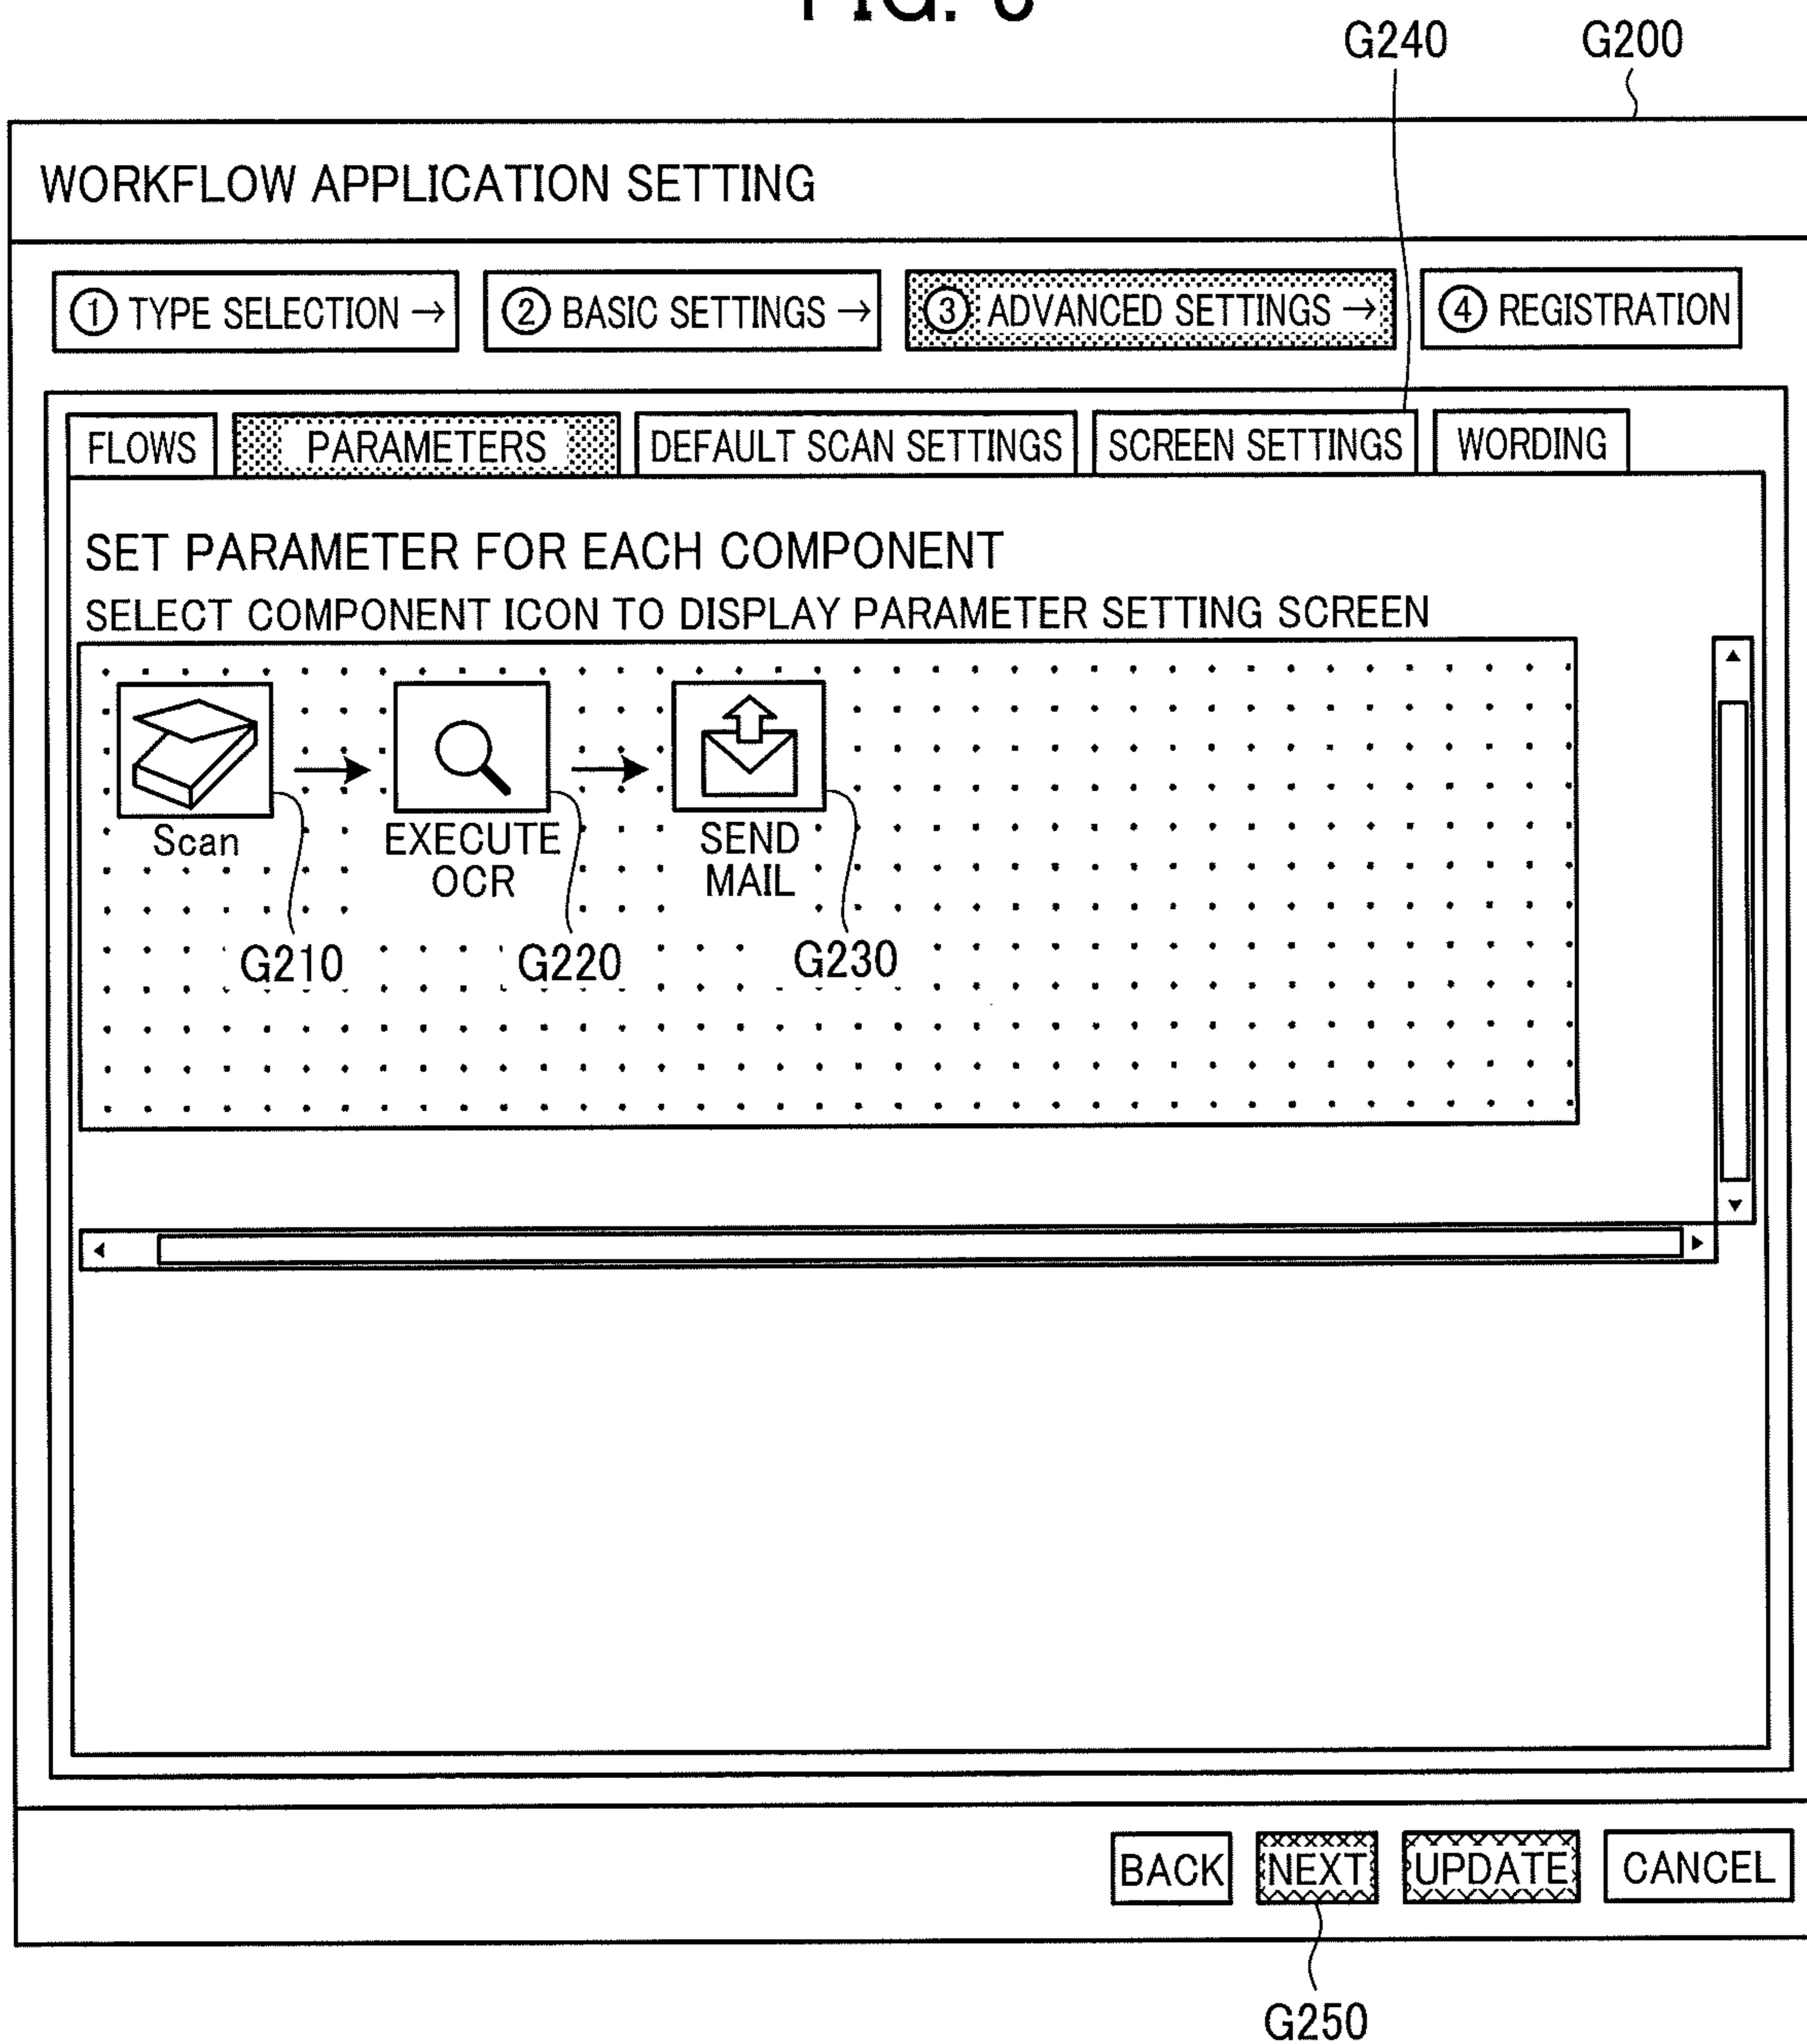 FIG.
G240 G200
WORKFLOW APPLICATION SETTING
① TYPE SELECTION → ② BASIC SETTINGS → ③ ADVANCED SETTINGS → ④ REGISTRATION
FLOWS PARAMETERS DEFAULT SCAN SETTINGS SCREEN SETTINGS WORDING
SET PARAMETER FOR EACH COMPONENT
SELECT COMPONENT ICON TO DISPLAY PARAMETER SETTING SCREEN
Scan EXECUTE SEND
OCR MAIL
G210 G220 G230
BACK NEXT UPDATE CANCEL
G250